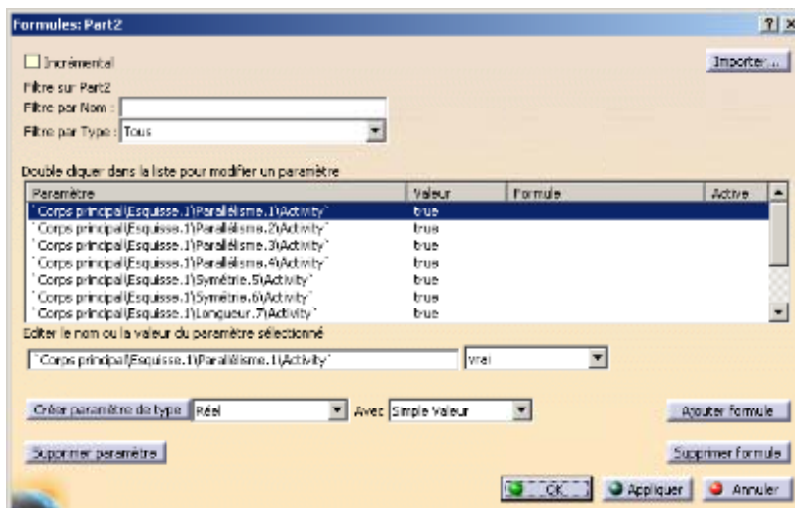 Formules: Part2
Incrémental
Importer...
Filtre sur Part2
Filtre par Nom :
Filtre par Type : Tous
Double cliquer dans la liste pour modifier un paramètre
Paramètre Valeur Formule Active
`Corps principal\Esquisse.1\Parallélisme.1\Activity` true
`Corps principal\Esquisse.1\Parallélisme.2\Activity` true
`Corps principal\Esquisse.1\Parallélisme.3\Activity` true
`Corps principal\Esquisse.1\Parallélisme.4\Activity` true
`Corps principal\Esquisse.1\Symétrie.5\Activity` true
`Corps principal\Esquisse.1\Symétrie.6\Activity` true
`Corps principal\Esquisse.1\Longueur.7\Activity` true
Editer le nom ou la valeur du paramètre sélectionné
`Corps principal\Esquisse.1\Parallélisme.1\Activity` vrai
Créer paramètre de type Réel Avec Simple Valeur Ajouter formule
Supprimer paramètre Supprimer formule
OK Appliquer Annuler